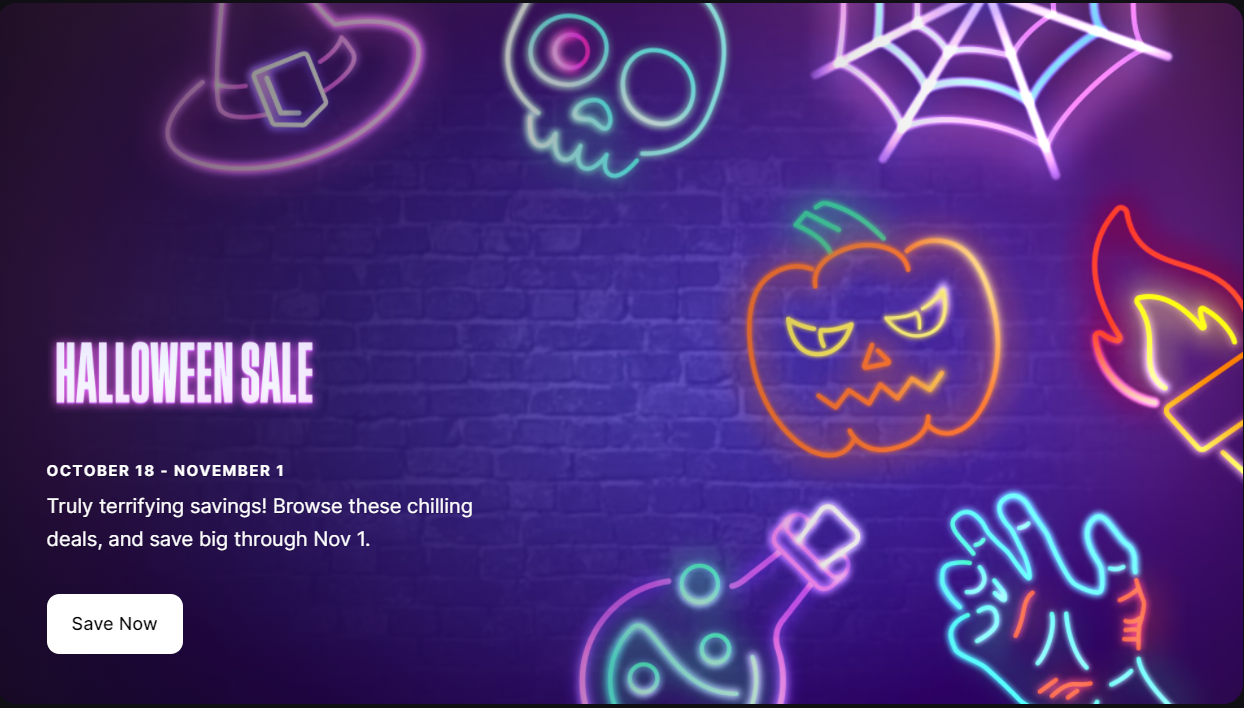 HALLOWEEN SALE
OCTOBER 18 - NOVEMBER 1
Truly terrifying savings! Browse these chilling
deals, and save big through Nov 1.
Save Now